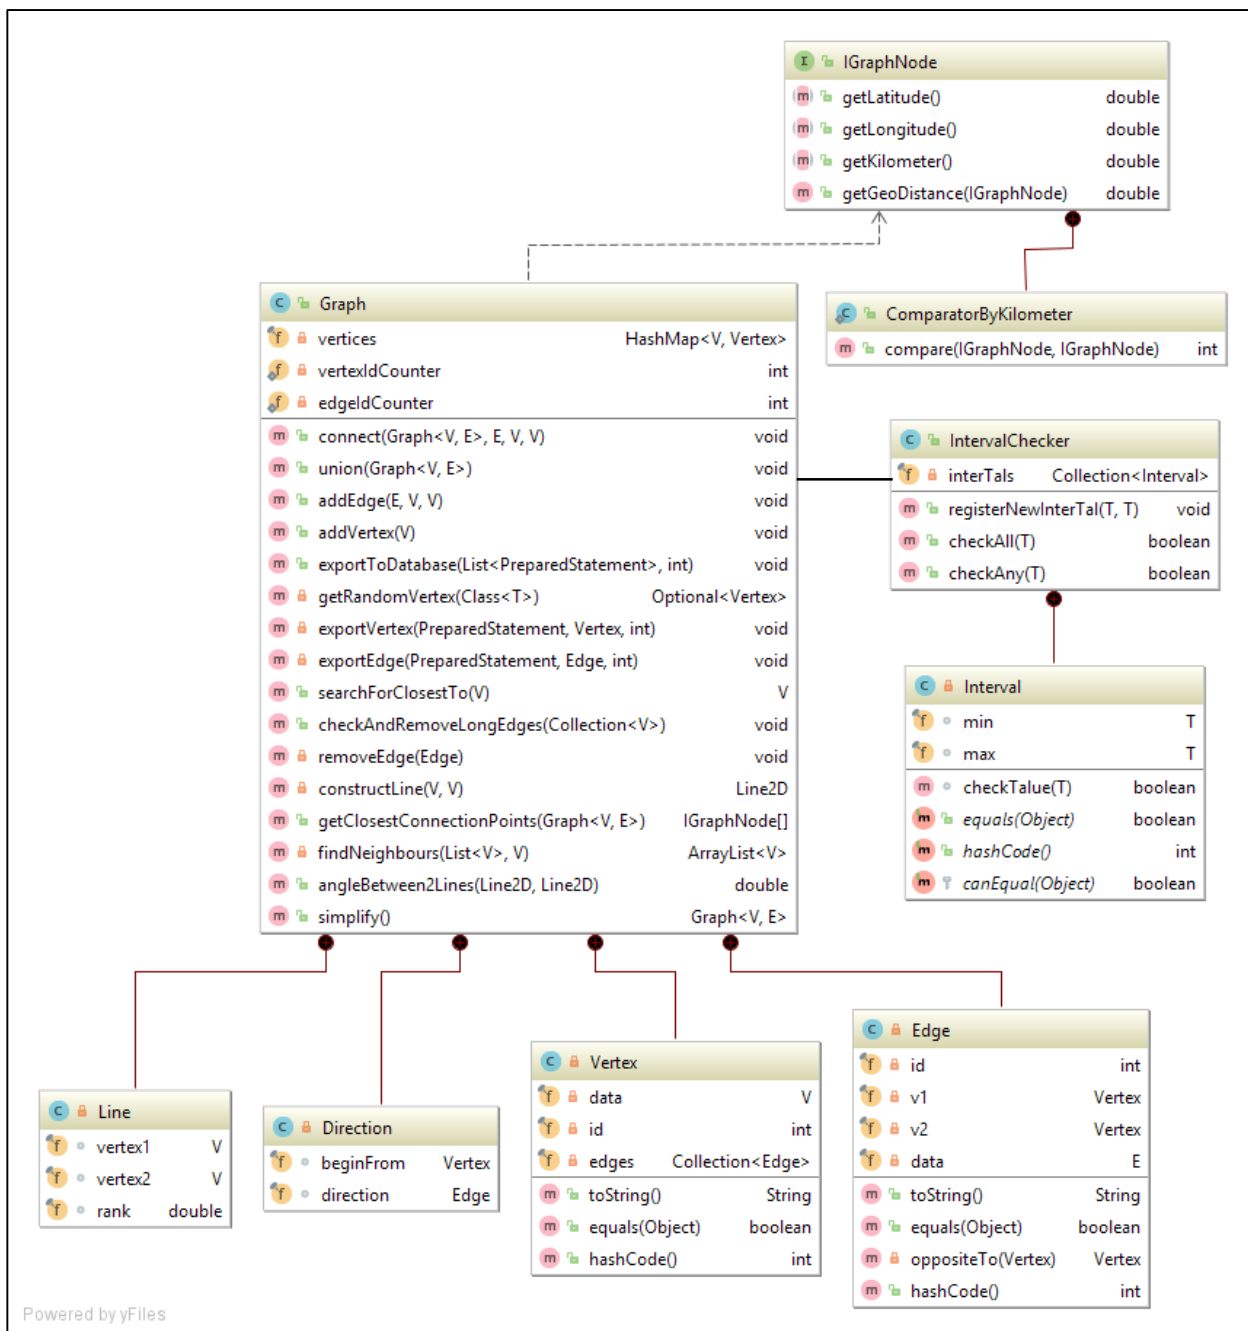 IGraphNode
getLatitude() double
getLongitude() double
getKilometer() double
getGeoDistance(IGraphNode) double
ComparatorByKilometer
compare(IGraphNode, IGraphNode) int
Graph
vertices HashMap<V, Vertex>
vertexIdCounter int
edgeIdCounter int
connect(Graph<V, E>, E, V, V) void
union(Graph<V, E>) void
addEdge(E, V, V) void
addVertex(V) void
exportToDatabase(List<PreparedStatement>, int) void
getRandomVertex(Class<T>) Optional<Vertex>
exportVertex(PreparedStatement, Vertex, int) void
exportEdge(PreparedStatement, Edge, int) void
searchForClosestTo(V) V
checkAndRemoveLongEdges(Collection<V>) void
removeEdge(Edge) void
constructLine(V, V) Line2D
getClosestConnectionPoints(Graph<V, E>) IGraphNode[]
findNeighbours(List<V>, V) ArrayList<V>
angleBetween2Lines(Line2D, Line2D) double
simplify() Graph<V, E>
IntervalChecker
interTals Collection<Interval>
registerNewInterTal(T, T) void
checkAll(T) boolean
checkAny(T) boolean
Interval
min T
max T
checkTalue(T) boolean
equals(Object) boolean
hashCode() int
canEqual(Object) boolean
Line
vertex1 V
vertex2 V
rank double
Direction
beginFrom Vertex
direction Edge
Vertex
data V
id int
edges Collection<Edge>
toString() String
equals(Object) boolean
hashCode() int
Edge
id int
v1 Vertex
v2 Vertex
data E
toString() String
equals(Object) boolean
oppositeTo(Vertex) Vertex
hashCode() int
Powered by yFiles